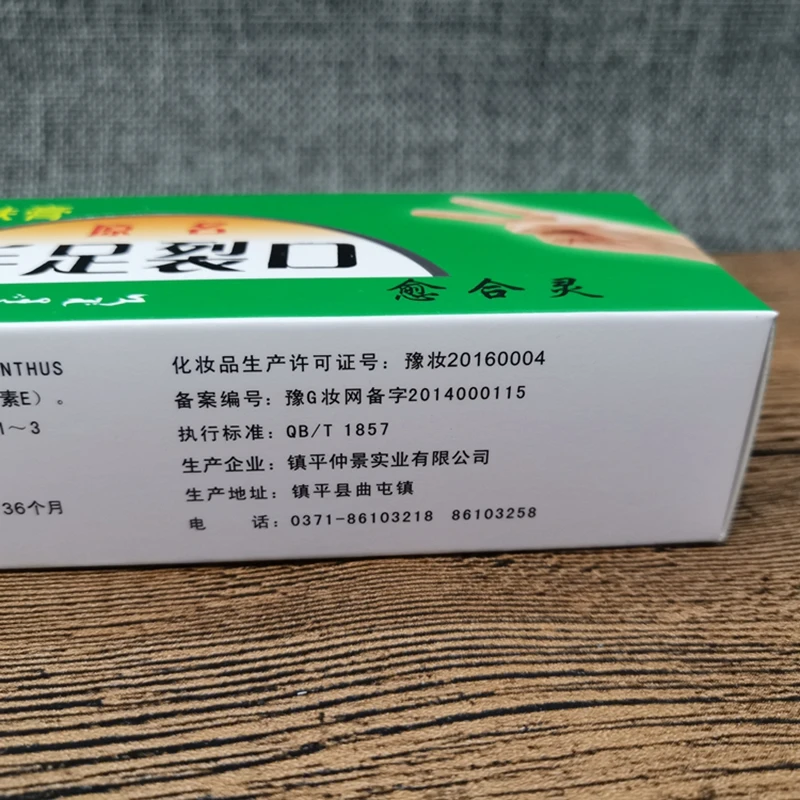 膏
原名
足裂口
愈合灵
كريم
NTHUS
素E）。
1～3
36个月
化妆品生产许可证号：豫妆20160004
备案编号：豫G妆网备字2014000115
执行标准：QB/T 1857
生产企业：镇平仲景实业有限公司
生产地址：镇平县曲屯镇
电 话：0371-86103218 86103258